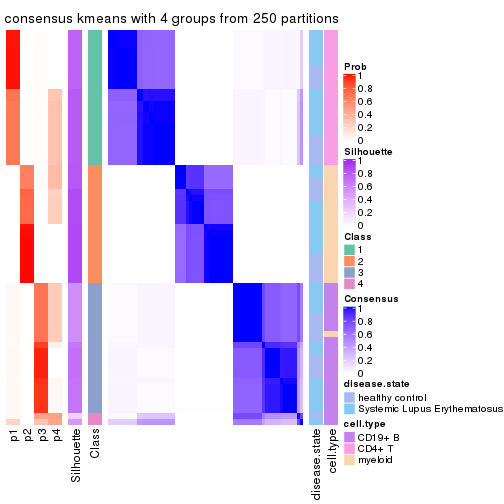 consensus kmeans with 4 groups from 250 partitions
Prob
1
0.8
0.6
0.4
0.2
0
Silhouette
1
0.8
0.6
0.4
0.2
0
Class
1
2
3
4
Consensus
1
0.8
0.6
0.4
0.2
0
disease.state
healthy control
Systemic Lupus Erythematosus
cell.type
CD19+ B
CD4+ T
myeloid
p1
p2
p3
p4
Silhouette
Class
disease.state
cell.type